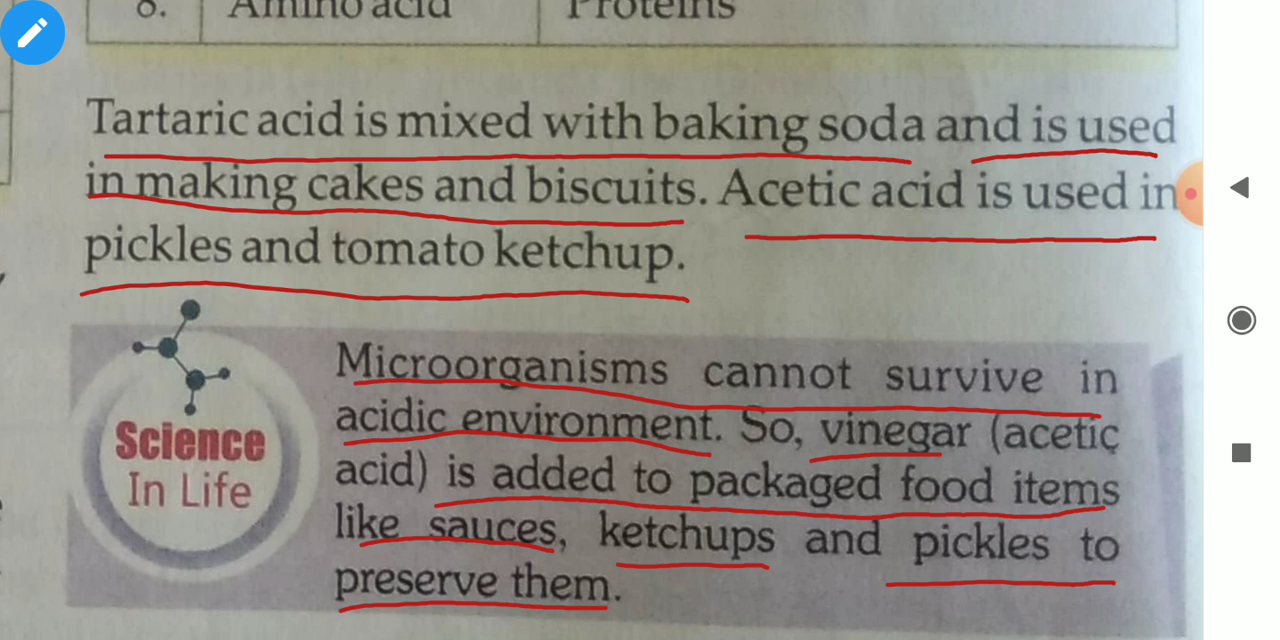 8. Amino acid Proteins
Tartaric acid is mixed with baking soda and is used
in making cakes and biscuits. Acetic acid is used in
pickles and tomato ketchup.
Science
In Life
Microorganisms cannot survive in
acidic environment. So, vinegar (acetic
acid) is added to packaged food items
like sauces, ketchups and pickles to
preserve them.